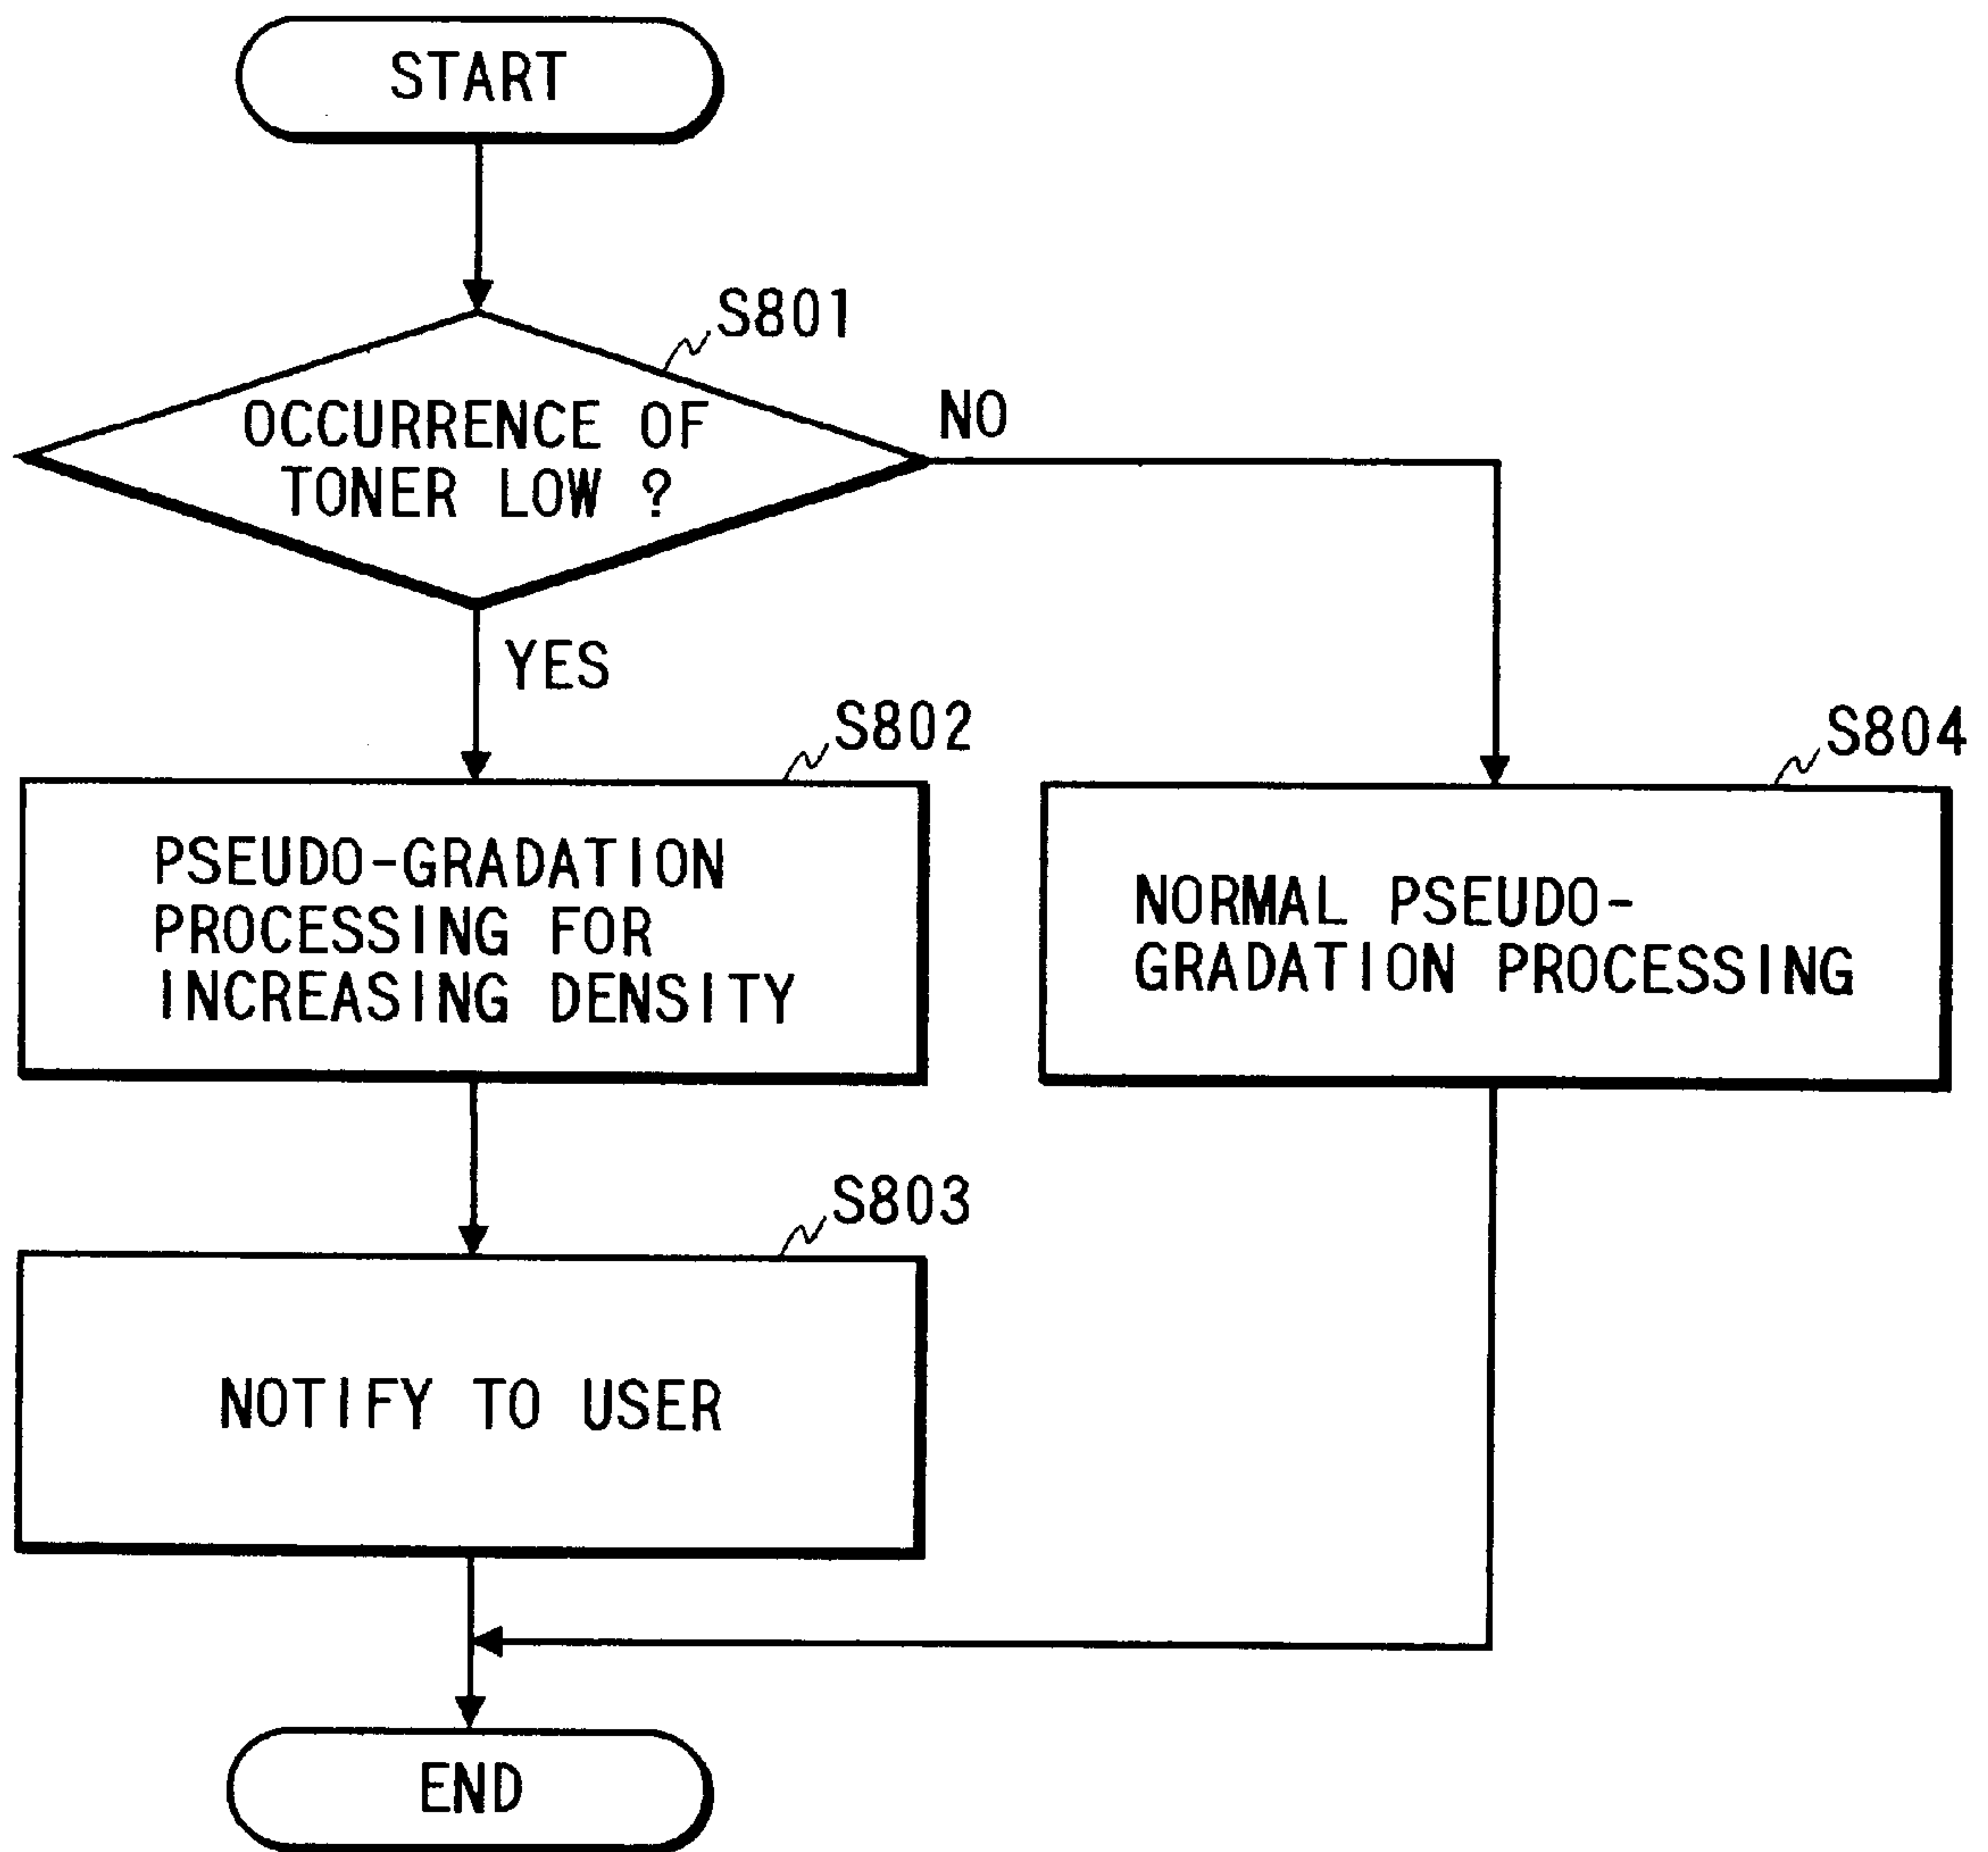 START
S801
OCCURRENCE OF
TONER LOW ?
NO
YES
S802
PSEUDO-GRADATION
PROCESSING FOR
INCREASING DENSITY
S804
NORMAL PSEUDO-
GRADATION PROCESSING
S803
NOTIFY TO USER
END